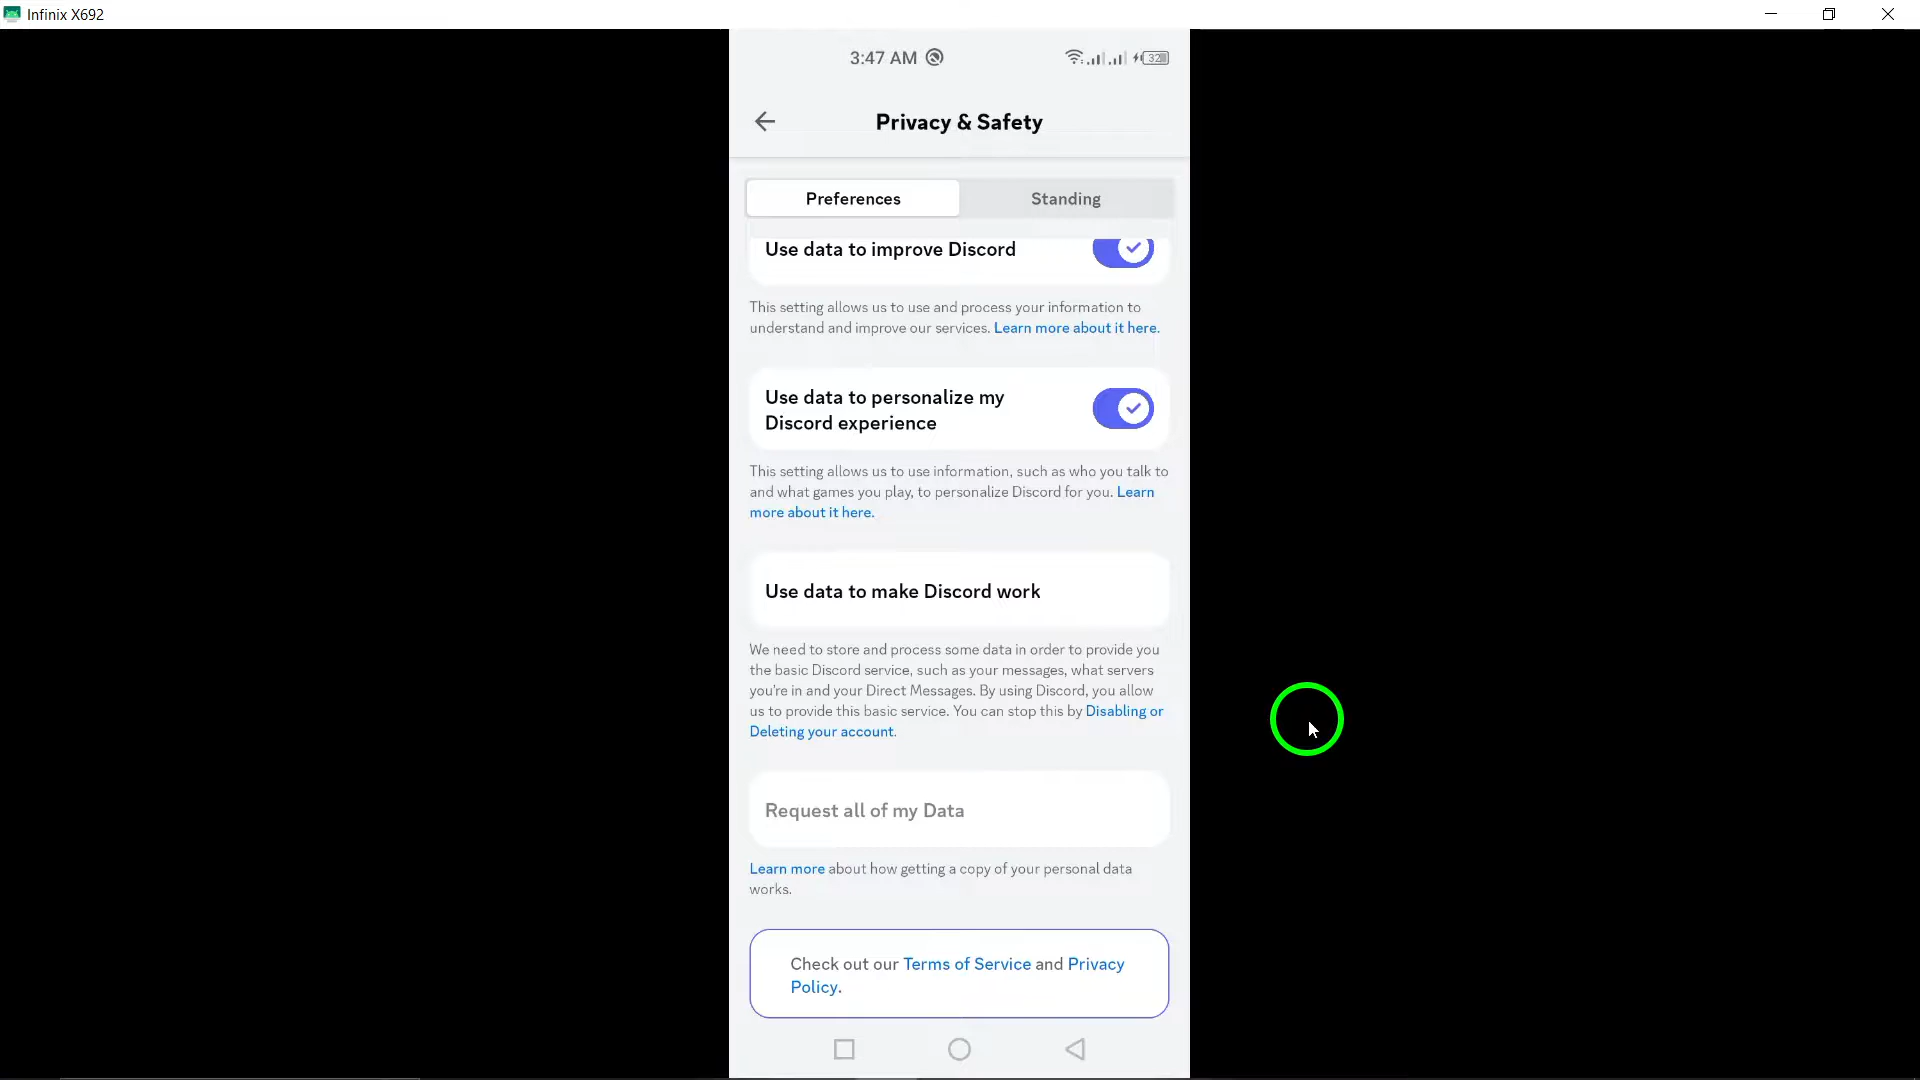 Infinix X692
3:47 AM
32
Privacy & Safety
Preferences
Standing
Use data to improve Discord
This setting allows us to use and process your information to
understand and improve our services. Learn more about it here.
Use data to personalize my
Discord experience
This setting allows us to use information, such as who you talk to
and what games you play, to personalize Discord for you. Learn
more about it here.
Use data to make Discord work
We need to store and process some data in order to provide you
the basic Discord service, such as your messages, what servers
you're in and your Direct Messages. By using Discord, you allow
us to provide this basic service. You can stop this by Disabling or
Deleting your account.
Request all of my Data
Learn more about how getting a copy of your personal data
works.
Check out our Terms of Service and Privacy
Policy.